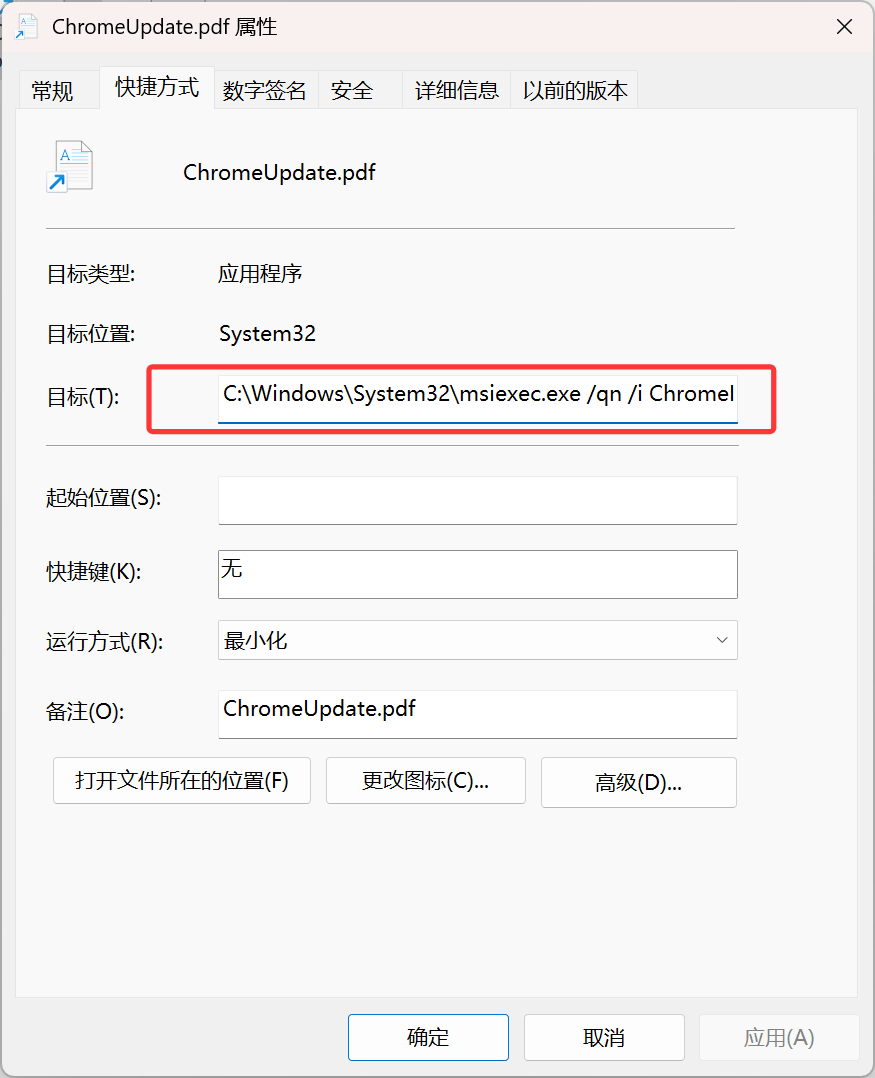 ChromeUpdate.pdf 属性
常规 快捷方式 数字签名 安全 详细信息 以前的版本
ChromeUpdate.pdf
目标类型: 应用程序
目标位置: System32
目标(T): C:\Windows\System32\msiexec.exe /qn /i ChromeI
起始位置(S):
快捷键(K): 无
运行方式(R): 最小化
备注(O): ChromeUpdate.pdf
打开文件所在的位置(F) 更改图标(C)... 高级(D)...
确定 取消 应用(A)